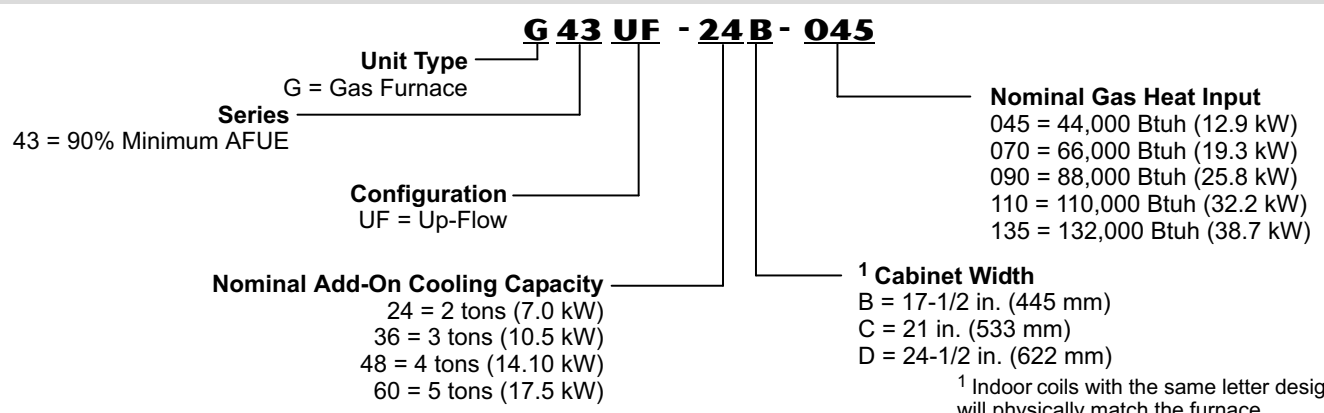 G 43 UF - 24 B - 045
Unit Type
G = Gas Furnace
Series
43 = 90% Minimum AFUE
Configuration
UF = Up-Flow
Nominal Add-On Cooling Capacity
24 = 2 tons (7.0 kW)
36 = 3 tons (10.5 kW)
48 = 4 tons (14.10 kW)
60 = 5 tons (17.5 kW)
Nominal Gas Heat Input
045 = 44,000 Btuh (12.9 kW)
070 = 66,000 Btuh (19.3 kW)
090 = 88,000 Btuh (25.8 kW)
110 = 110,000 Btuh (32.2 kW)
135 = 132,000 Btuh (38.7 kW)
1 Cabinet Width
B = 17-1/2 in. (445 mm)
C = 21 in. (533 mm)
D = 24-1/2 in. (622 mm)
1 Indoor coils with the same letter desig
will physically match the furnace